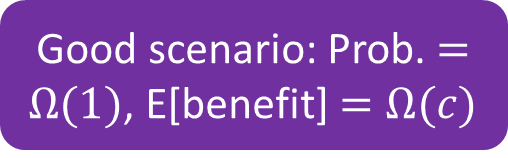 Good scenario: Prob. =
Ω(1), E[benefit] = Ω(𝑐)